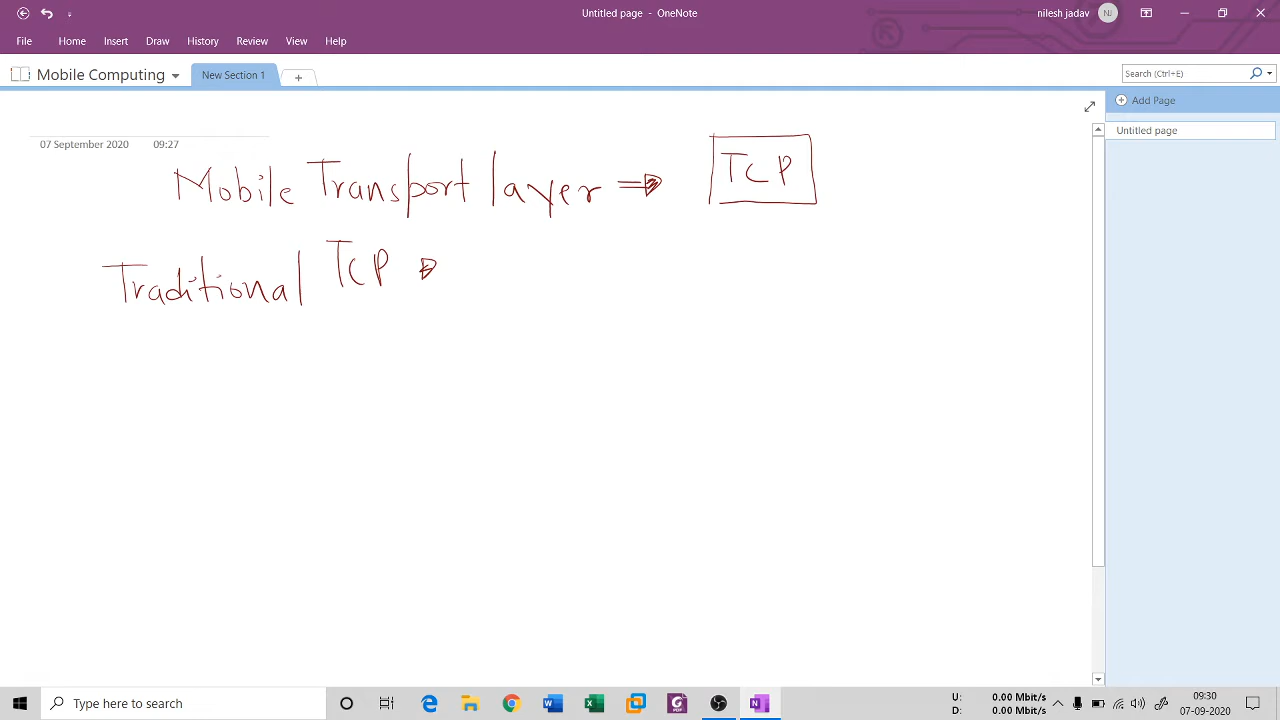 Untitled page - OneNote
nilesh jadav
NJ
File Home Insert Draw History Review View Help
Mobile Computing
New Section 1
+
Search (Ctrl+E)
Add Page
Untitled page
07 September 2020 09:27
Mobile Transport layer ⇒ TCP
Traditional TCP
Type here to search
U: 0.00 Mbit/s
D: 0.00 Mbit/s
09:30
07-09-2020